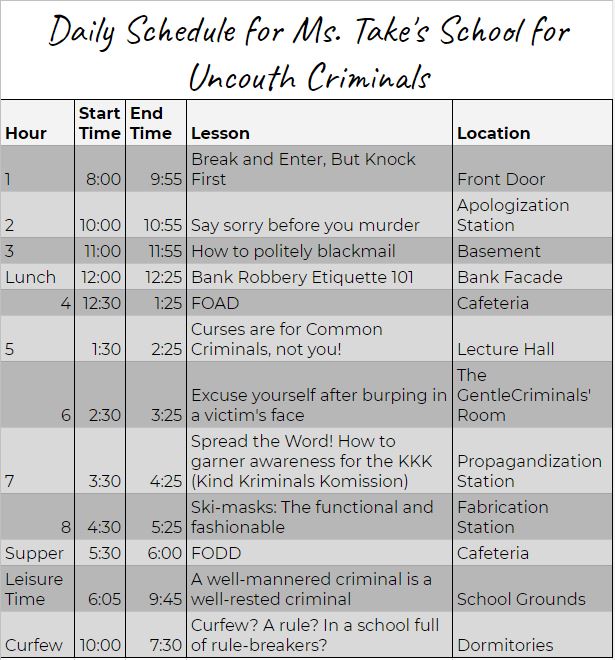 Daily Schedule for Ms. Take's School for
Uncouth Criminals
Hour Start Time End Time Lesson Location
1 8:00 9:55 Break and Enter, But Knock First Front Door
2 10:00 10:55 Say sorry before you murder Apologization Station
3 11:00 11:55 How to politely blackmail Basement
Lunch 12:00 12:25 Bank Robbery Etiquette 101 Bank Facade
4 12:30 1:25 FOAD Cafeteria
5 1:30 2:25 Curses are for Common Criminals, not you! Lecture Hall
6 2:30 3:25 Excuse yourself after burping in a victim's face The GentleCriminals' Room
7 3:30 4:25 Spread the Word! How to garner awareness for the KKK (Kind Kriminals Komission) Propagandization Station
8 4:30 5:25 Ski-masks: The functional and fashionable Fabrication Station
Supper 5:30 6:00 FODD Cafeteria
Leisure Time 6:05 9:45 A well-mannered criminal is a well-rested criminal School Grounds
Curfew 10:00 7:30 Curfew? A rule? In a school full of rule-breakers? Dormitories